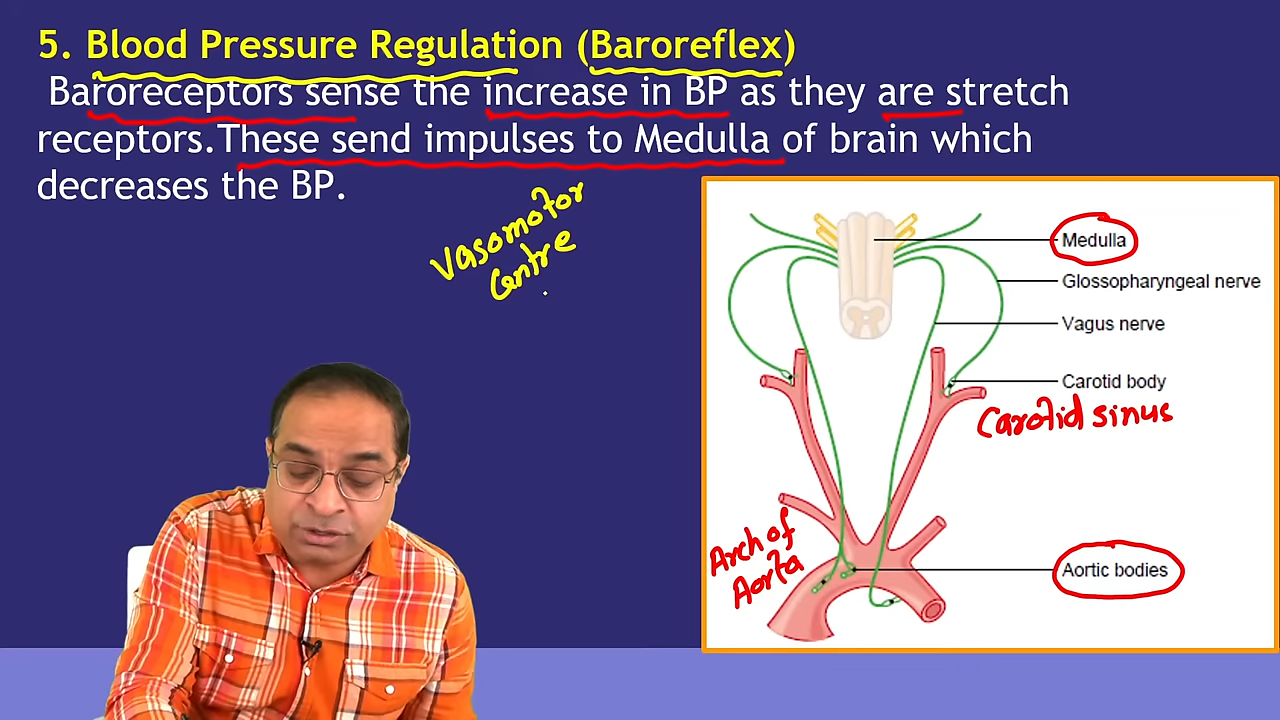 5. Blood Pressure Regulation (Baroreflex)
Baroreceptors sense the increase in BP as they are stretch
receptors.These send impulses to Medulla of brain which
decreases the BP.
Vasomotor
Centre
Medulla
Glossopharyngeal nerve
Vagus nerve
Carotid body
Carotid sinus
Arch of
Aorta
Aortic bodies